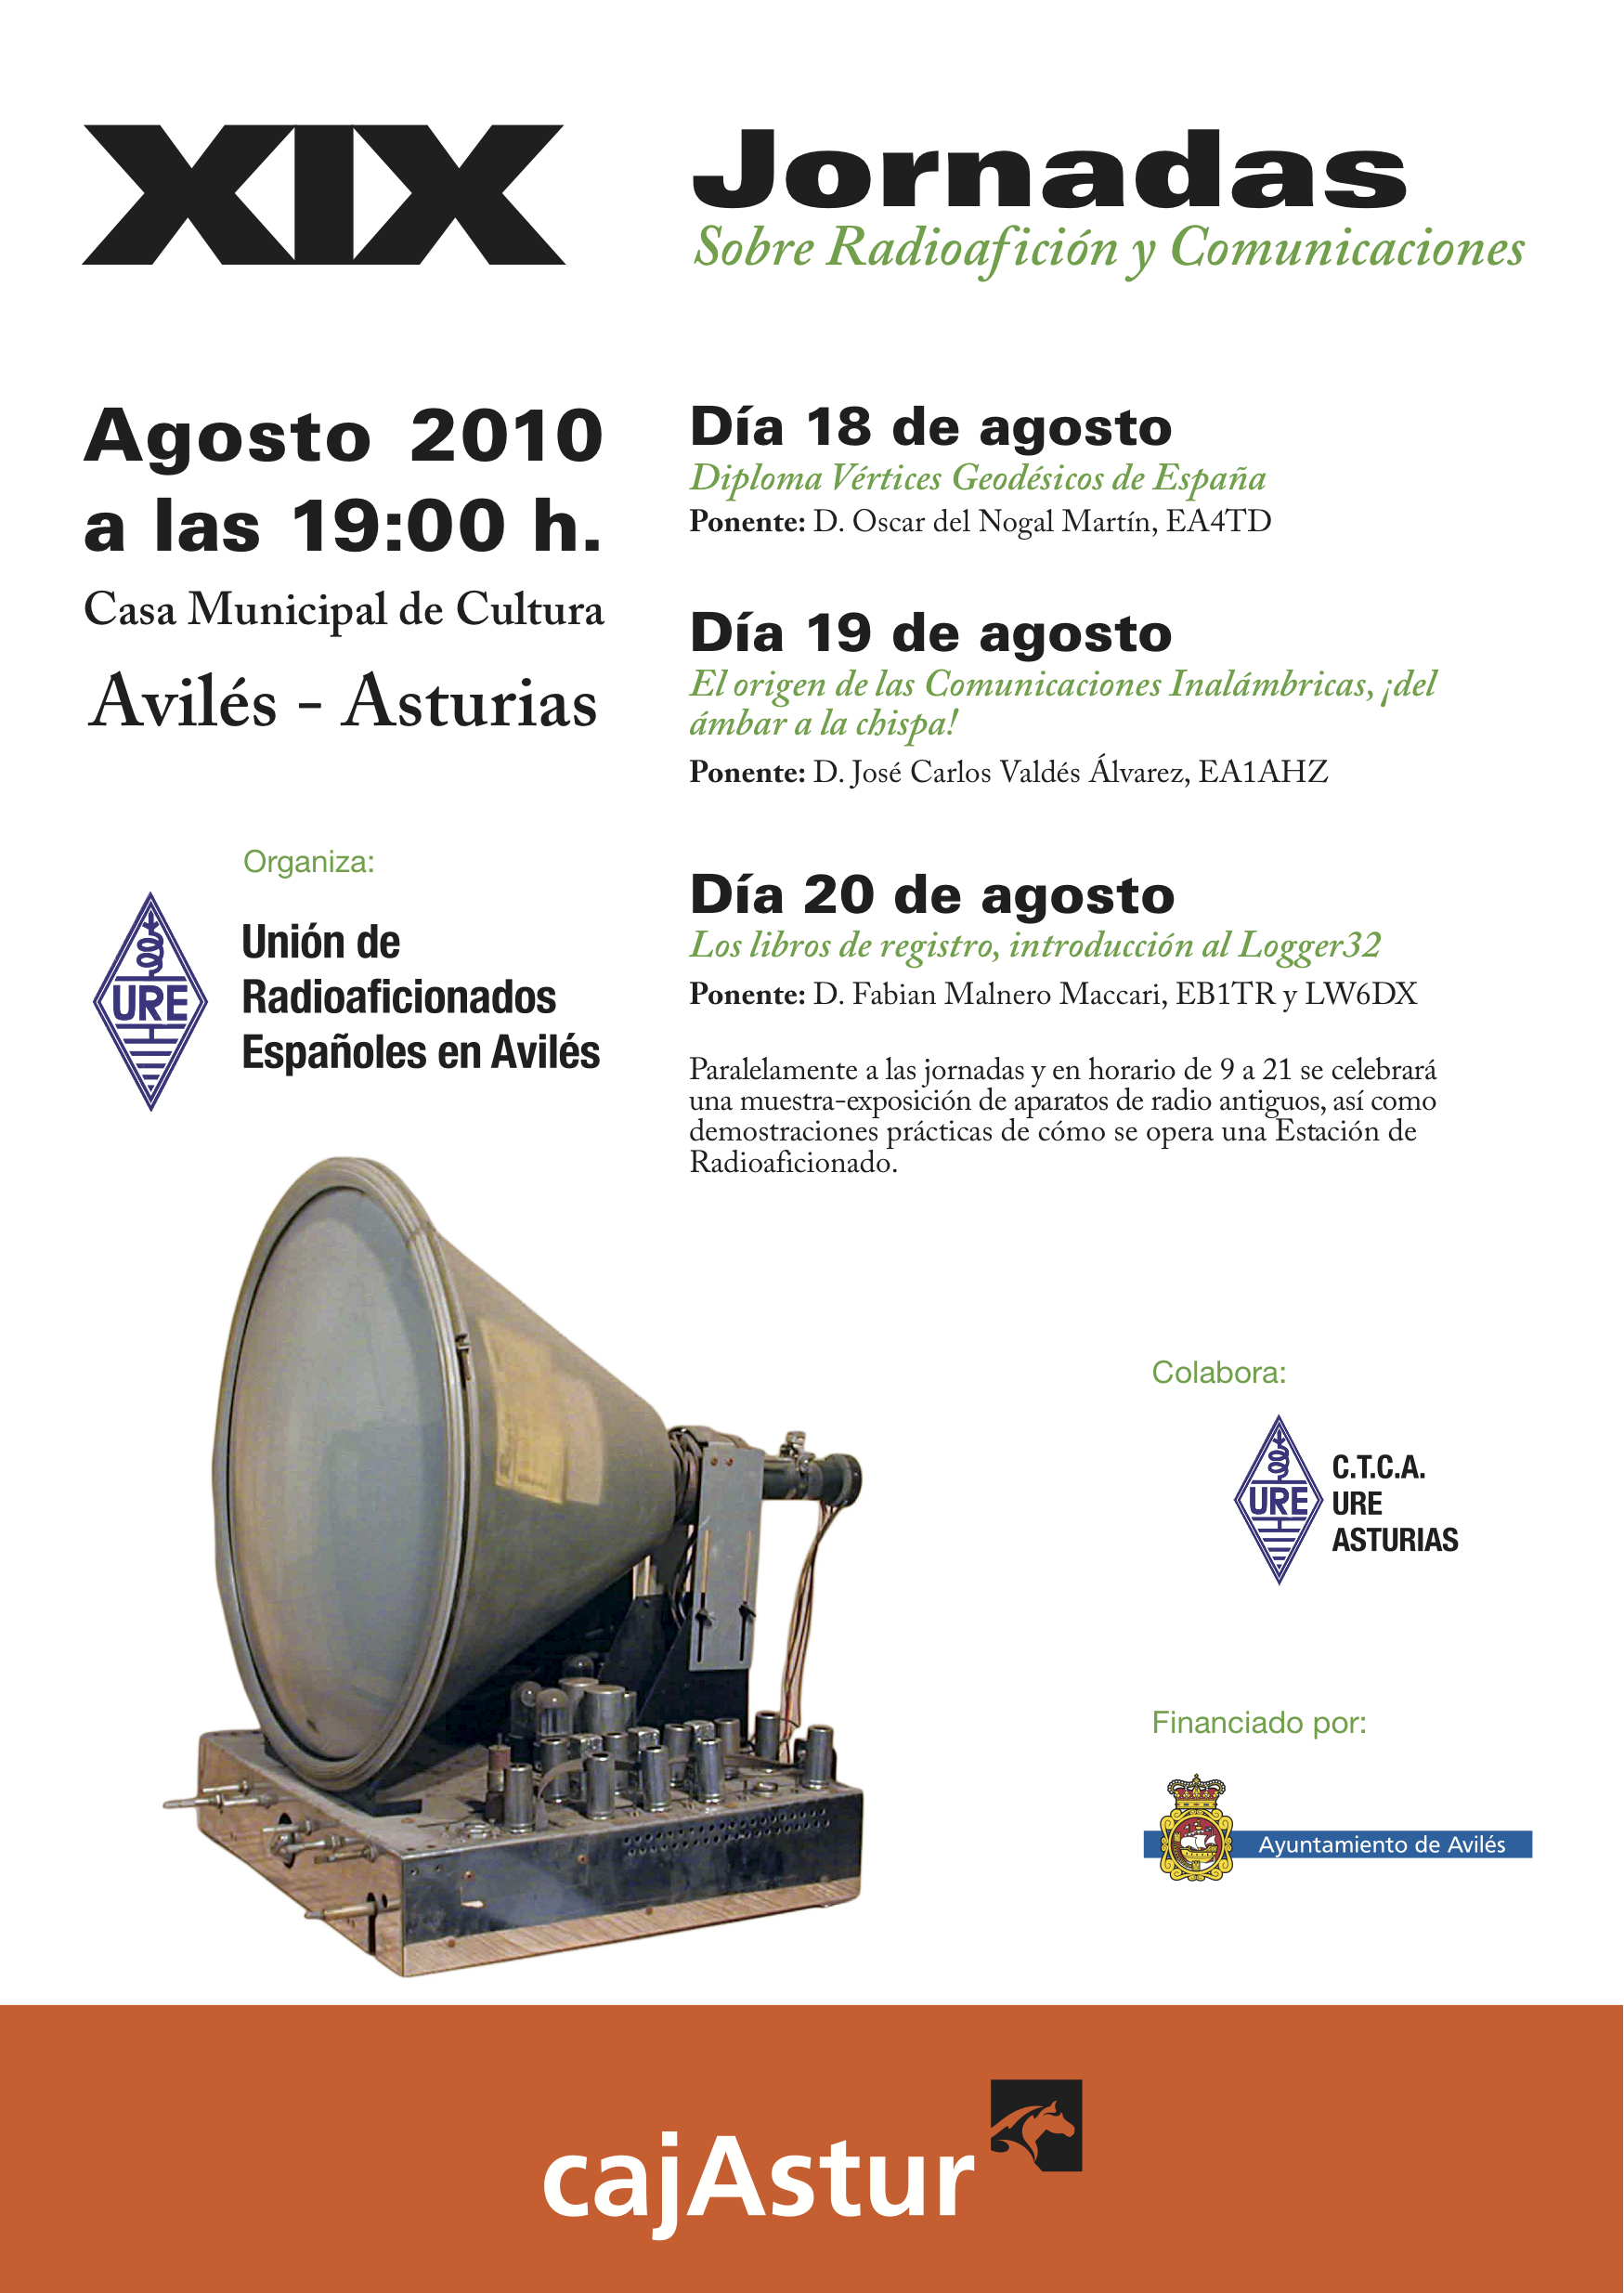 XIX
Jornadas
Sobre Radioafición y Comunicaciones
Agosto 2010
a las 19:00 h.
Casa Municipal de Cultura
Avilés - Asturias
Organiza:
URE
Unión de
Radioaficionados
Españoles en Avilés
Día 18 de agosto
Diploma Vértices Geodésicos de España
Ponente: D. Oscar del Nogal Martín, EA4TD
Día 19 de agosto
El origen de las Comunicaciones Inalámbricas, ¡del
ámbar a la chispa!
Ponente: D. José Carlos Valdés Álvarez, EA1AHZ
Día 20 de agosto
Los libros de registro, introducción al Logger32
Ponente: D. Fabian Malnero Maccari, EB1TR y LW6DX
Paralelamente a las jornadas y en horario de 9 a 21 se celebrará
una muestra-exposición de aparatos de radio antiguos, así como
demostraciones prácticas de cómo se opera una Estación de
Radioaficionado.
Colabora:
URE
C.T.C.A.
URE
ASTURIAS
Financiado por:
Ayuntamiento de Avilés
cajAstur